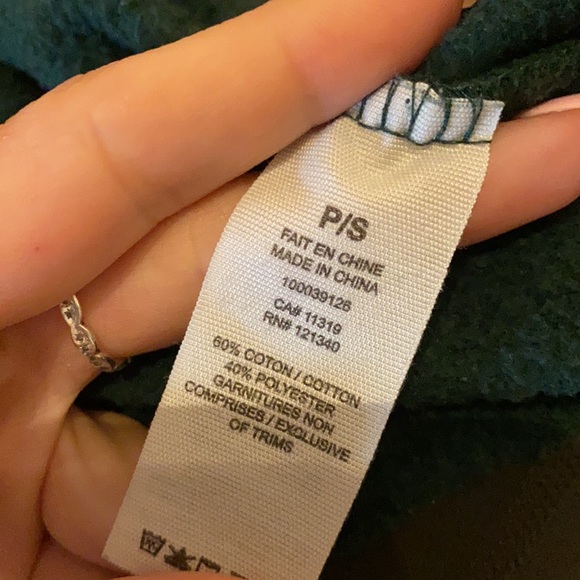 P/S
FAIT EN CHINE
MADE IN CHINA
100039126
CA# 11319
RN# 121340
60% COTON / COTTON
40% POLYESTER
GARNITURES NON
COMPRISES / EXCLUSIVE
OF TRIMS